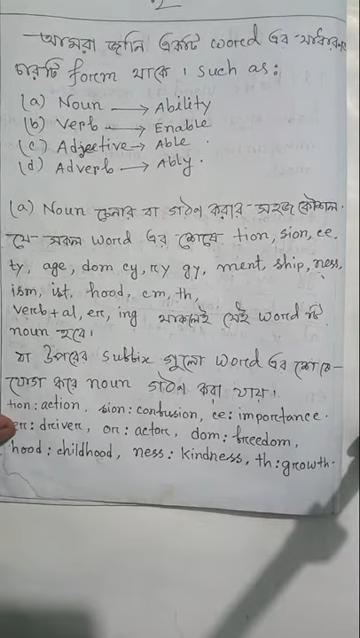 আমরা জানি একটি word এর সাধারণত
চারটি form থাকে। such as:
(a) Noun → Ability
(b) Verb → Enable
(c) Adjective → Able
(d) Adverb → Ably.
(a) Noun চেনার বা গঠন করার সহজ কৌশল.
যে সকল word এর শেষে tion, sion, ce,
ty, age, dom cy, ry gy, ment, ship, ness,
ism, ist, hood, om, th,
verb + al, er, ing থাকলেই সেই word টি
noun হবে।
বা উপরের suffix গুলো word এর শেষে-
যোগ করে noun গঠন করা যায়।
tion: action, sion: confusion, ce: importance.
er: driver, or: actor, dom: freedom,
hood: childhood, ness: kindness, th: growth.